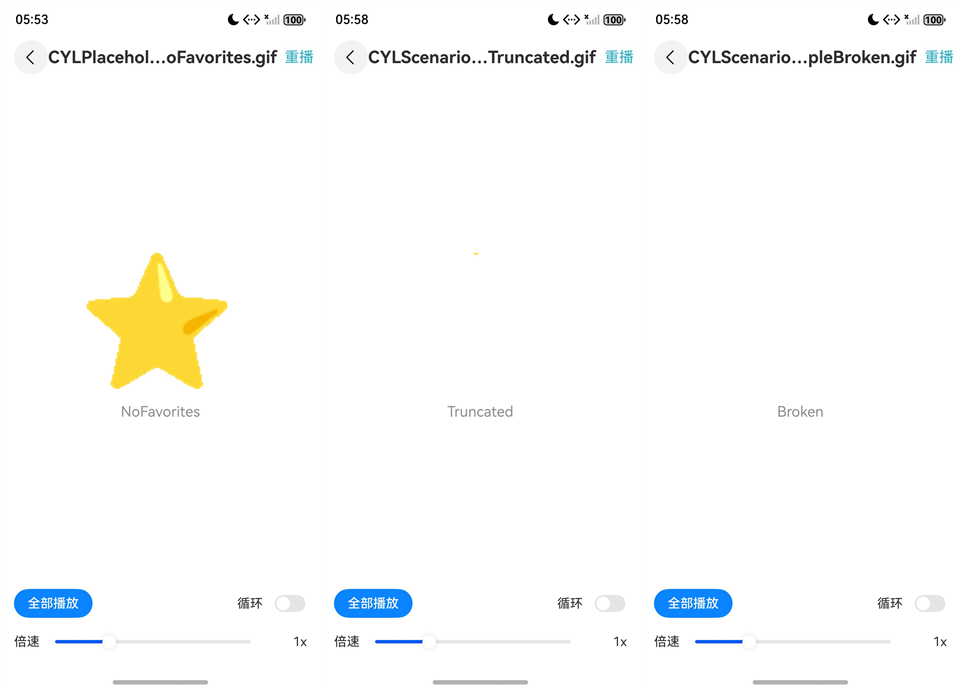 05:53
100
CYLPlacehol...oFavorites.gif 重播
NoFavorites
全部播放 循环
倍速 1x
05:58
100
CYLScenario...Truncated.gif 重播
Truncated
全部播放 循环
倍速 1x
05:58
100
CYLScenario...pleBroken.gif 重播
Broken
全部播放 循环
倍速 1x